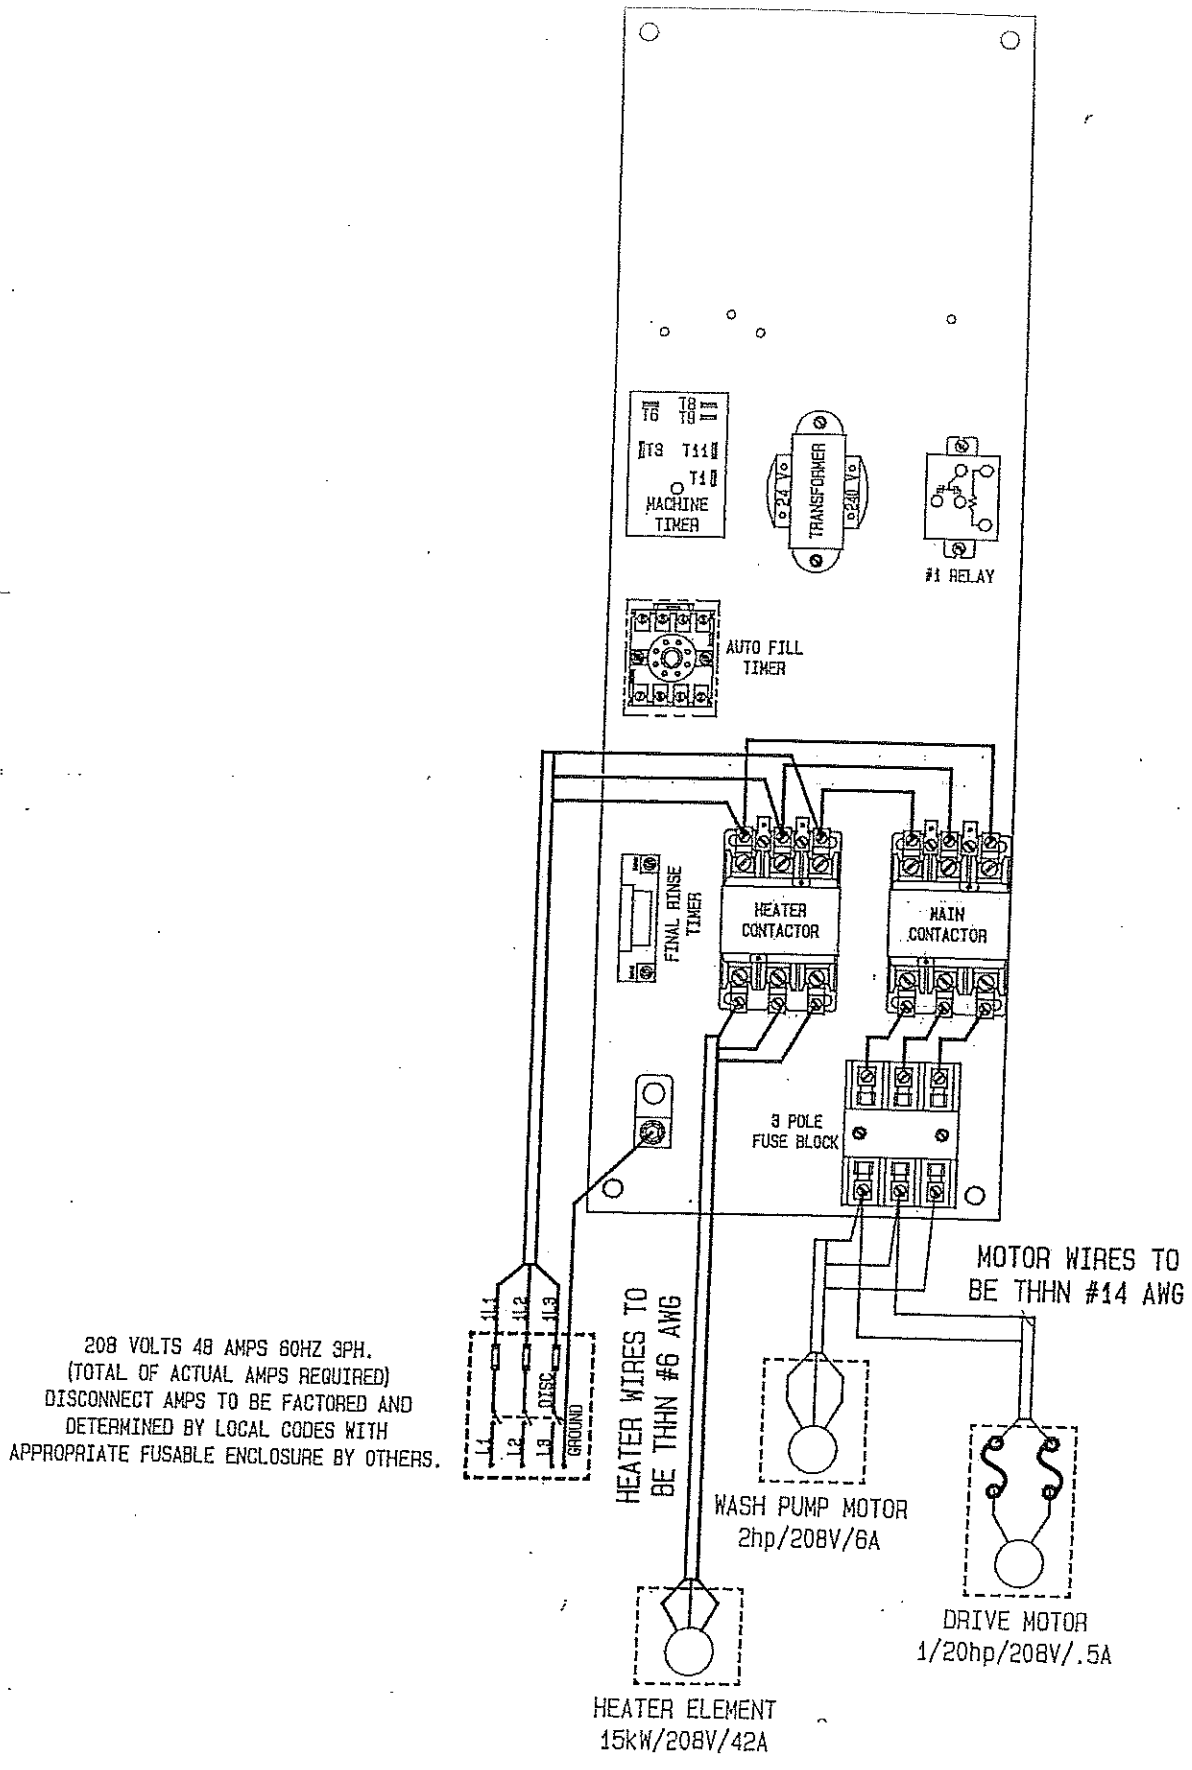 T6
T8
T9
T3
T11
T1
MACHINE
TIMER
24 V
TRANSFORMER
240 V
#1 RELAY
AUTO FILL
TIMER
FINAL RINSE
TIMER
HEATER
CONTACTOR
MAIN
CONTACTOR
3 POLE
FUSE BLOCK
MOTOR WIRES TO
BE THHN #14 AWG
HEATER WIRES TO
BE THHN #6 AWG
1L1
1L2
1L3
DISC
L1
L2
L3
GROUND
208 VOLTS 48 AMPS 60HZ 3PH.
(TOTAL OF ACTUAL AMPS REQUIRED)
DISCONNECT AMPS TO BE FACTORED AND
DETERMINED BY LOCAL CODES WITH
APPROPRIATE FUSABLE ENCLOSURE BY OTHERS.
WASH PUMP MOTOR
2hp/208V/6A
DRIVE MOTOR
1/20hp/208V/.5A
HEATER ELEMENT
15kW/208V/42A